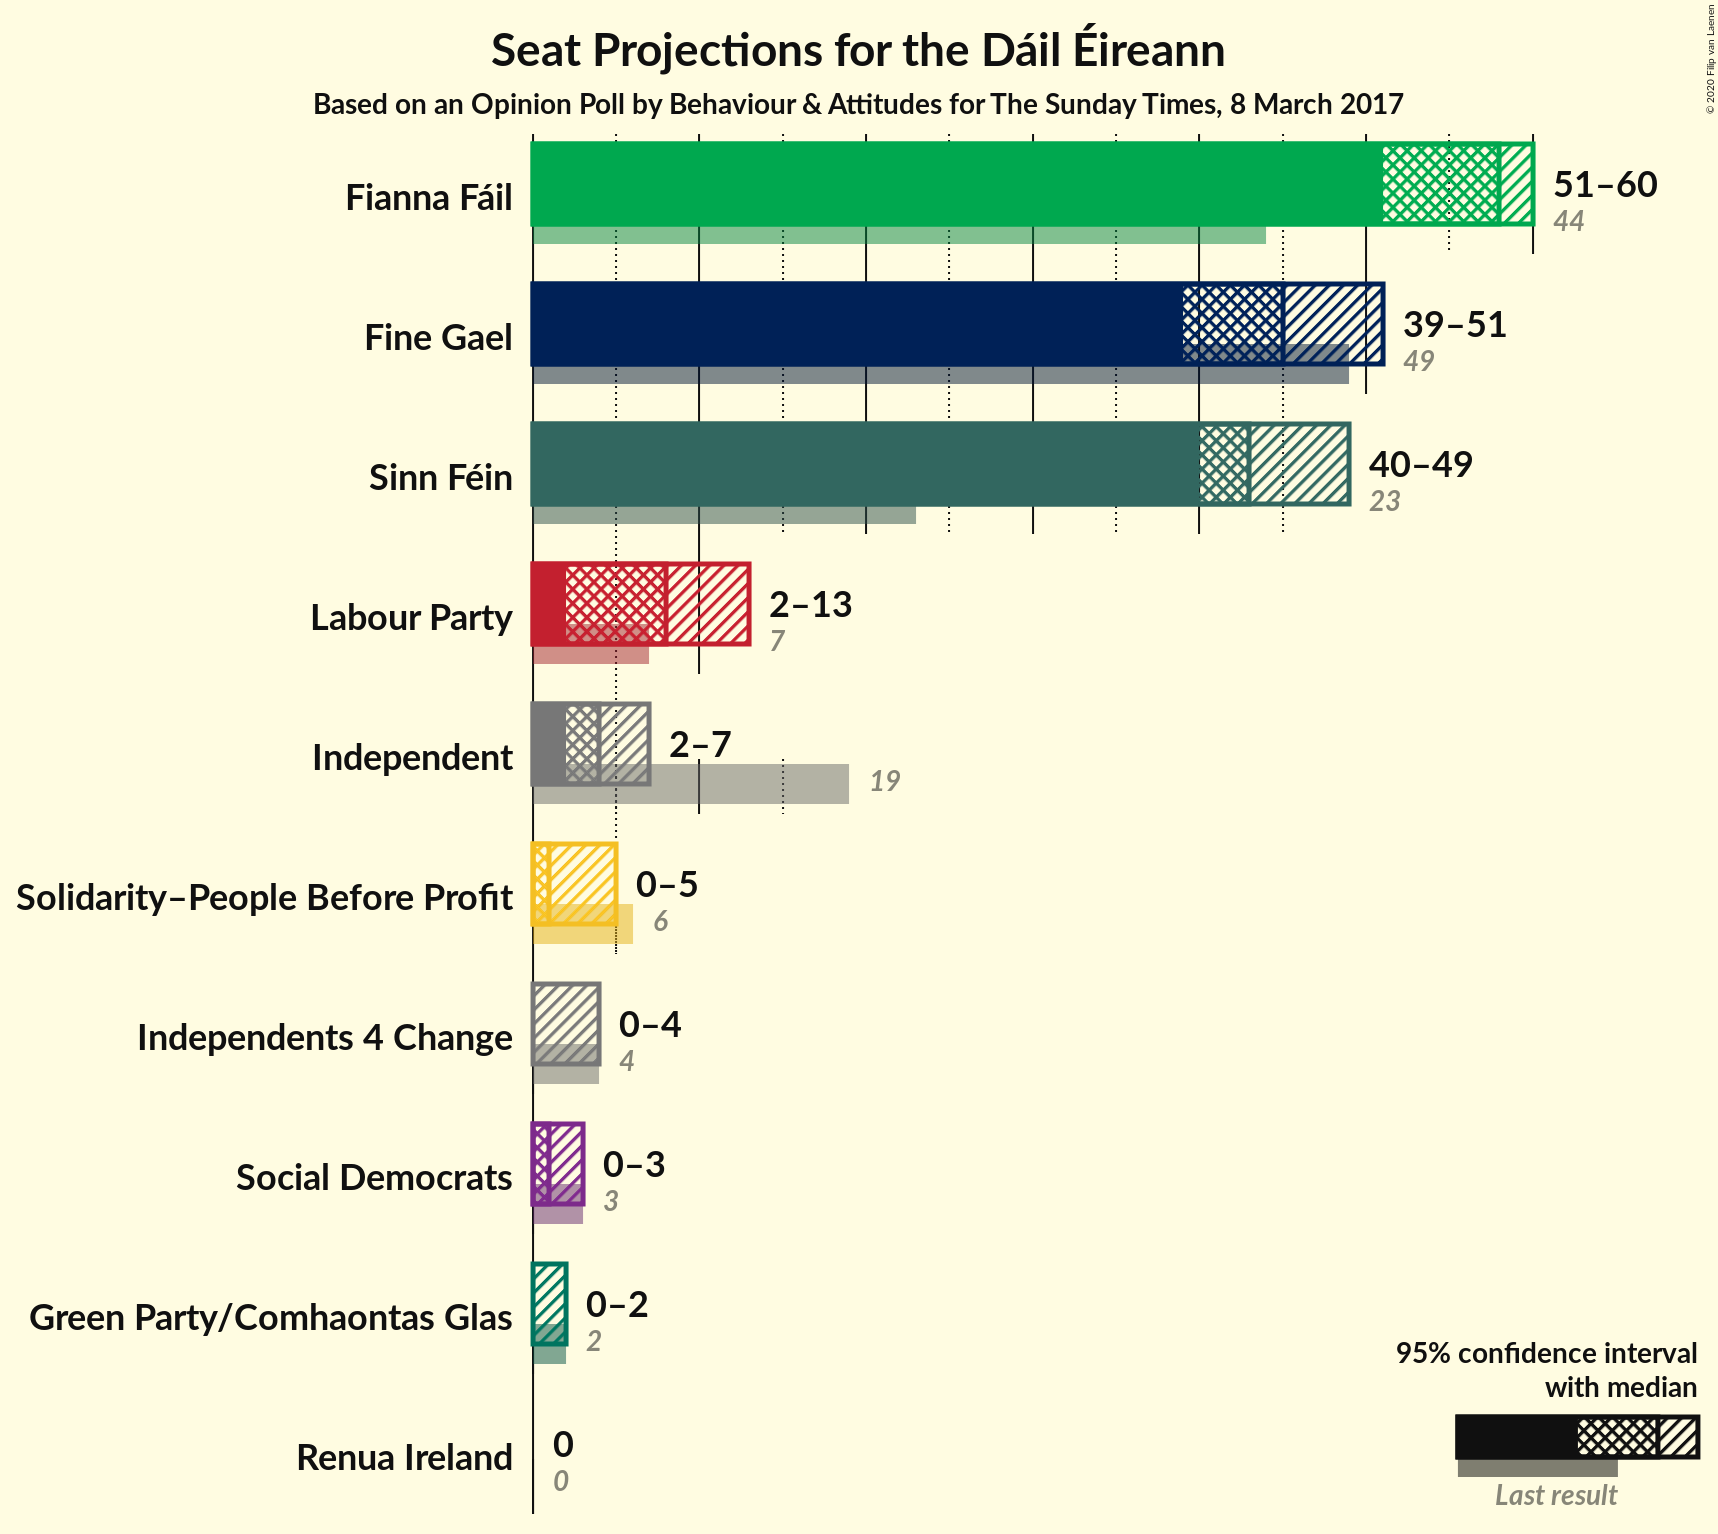 Seat Projections for the Dáil Éireann
Based on an Opinion Poll by Behaviour & Attitudes for The Sunday Times, 8 March 2017
© 2020 Filip van Laenen
Fianna Fáil
51–60
44
Fine Gael
39–51
49
Sinn Féin
40–49
23
Labour Party
2–13
7
Independent
2–7
19
Solidarity–People Before Profit
0–5
6
Independents 4 Change
0–4
4
Social Democrats
0–3
3
Green Party/Comhaontas Glas
0–2
2
Renua Ireland
0
0
95% confidence interval
with median
Last result